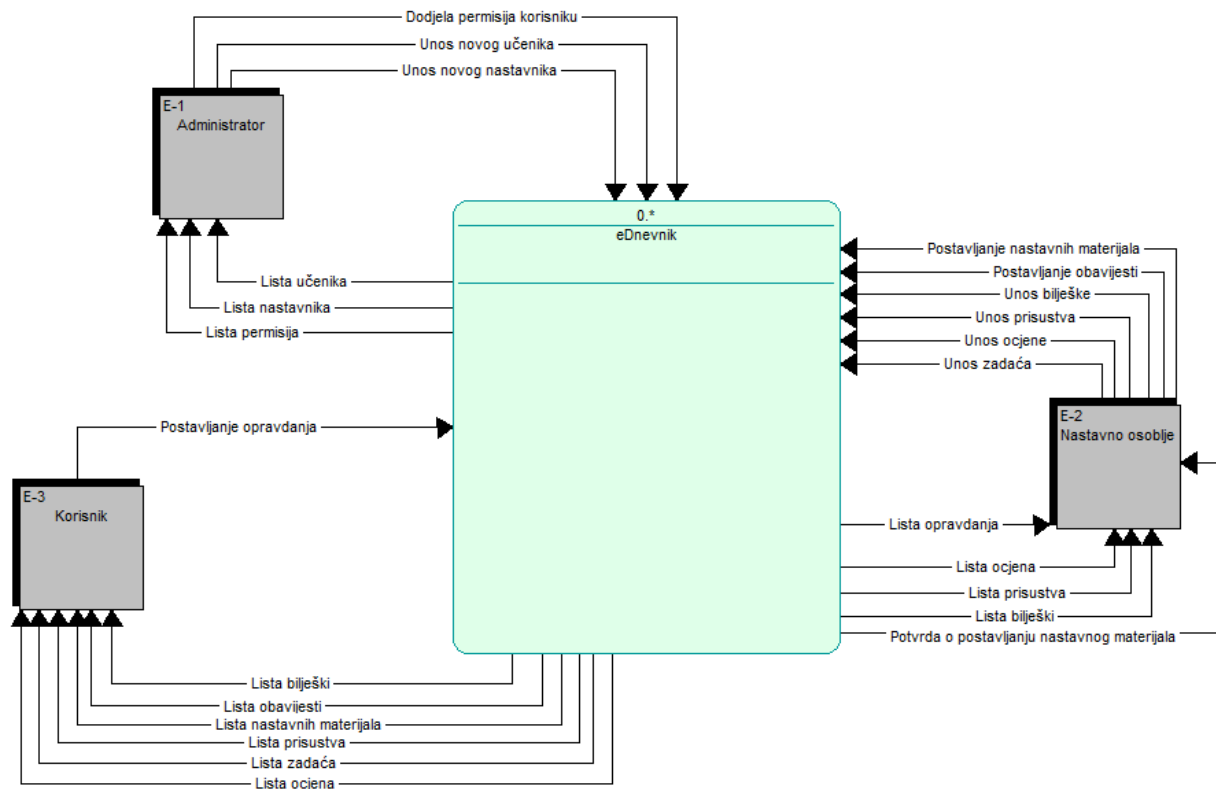 Dodjela permisija korisniku
Unos novog učenika
Unos novog nastavnika
E-1
Administrator
0.*
eDnevnik
Postavljanje nastavnih materijala
Postavljanje obavijesti
Unos bilješke
Unos prisustva
Unos ocjene
Unos zadaća
Lista učenika
Lista nastavnika
Lista permisija
E-2
Nastavno osoblje
Postavljanje opravdanja
E-3
Korisnik
Lista opravdanja
Lista ocjena
Lista prisustva
Lista bilješki
Potvrda o postavljanju nastavnog materijala
Lista bilješki
Lista obavijesti
Lista nastavnih materijala
Lista prisustva
Lista zadaća
Lista ocjena